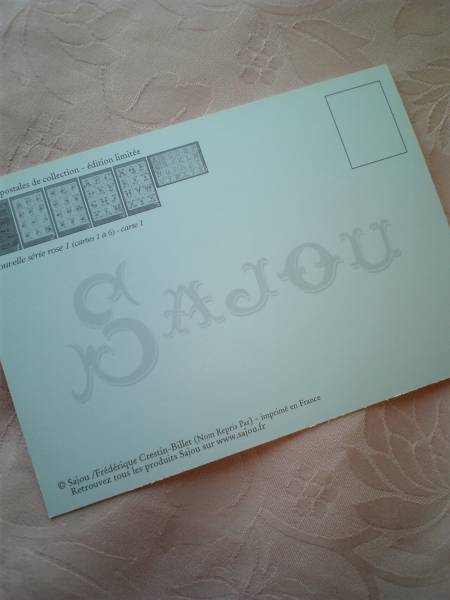 postales de collection - édition limitée
nouvelle série rose 1 (cartes 1 à 6) - carte 1
SAJOU
© Sajou /Frédérique Crestin-Billet (Nom Repris Par) - imprimé en France
Retrouvez tous les produits Sajou sur www.sajou.fr